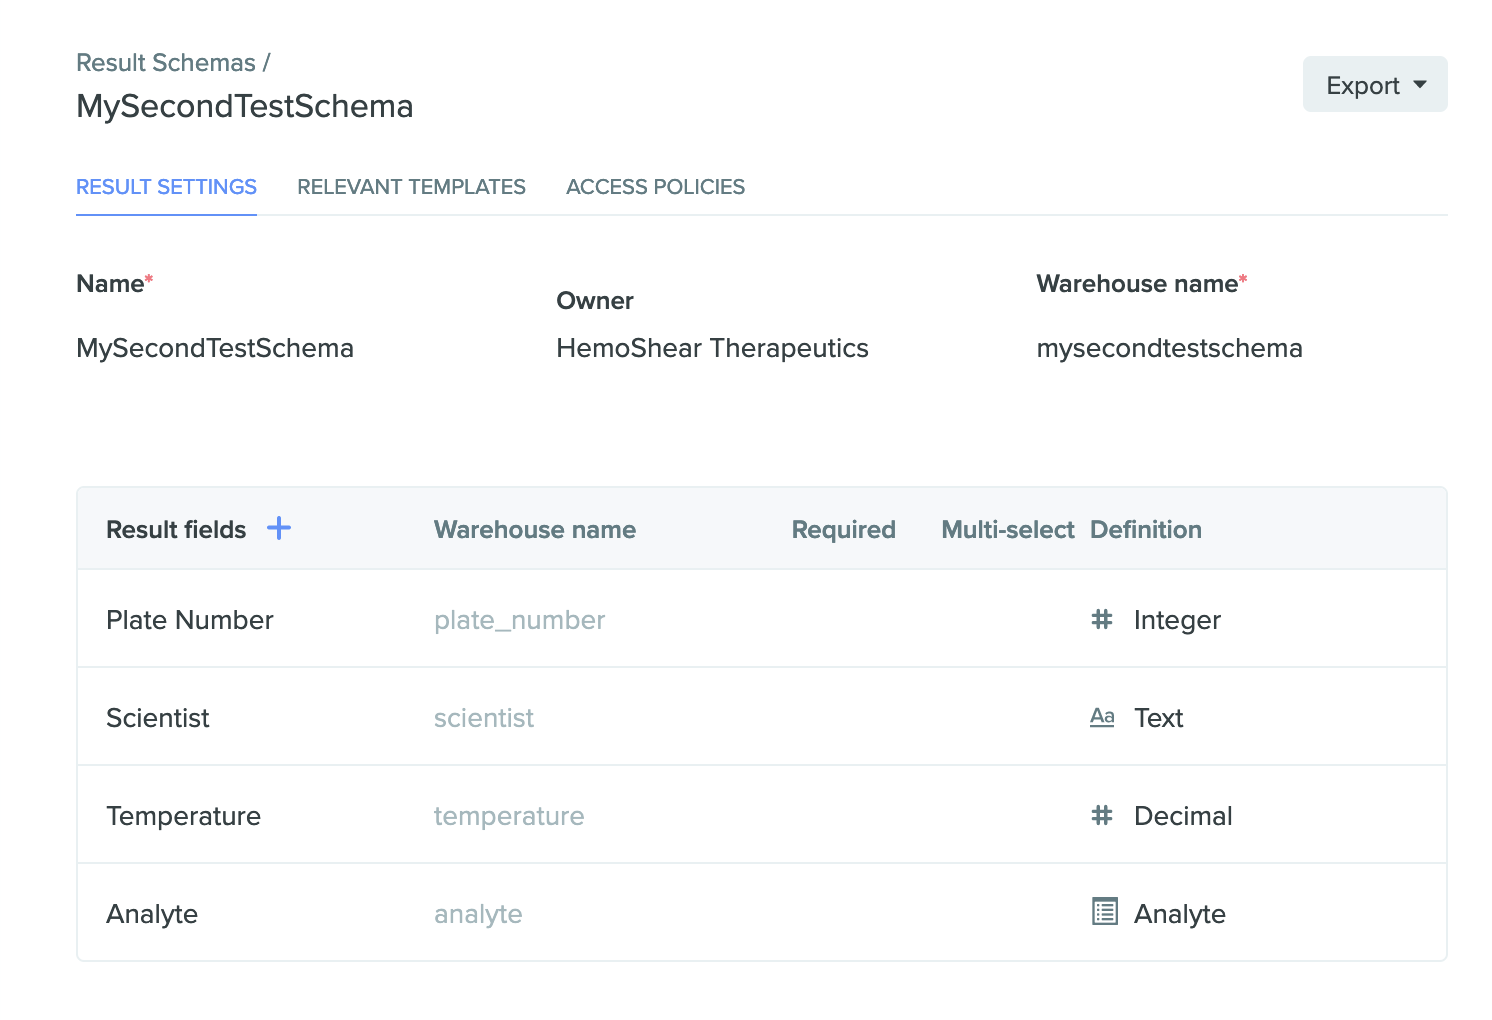 Result Schemas /
MySecondTestSchema
Export
RESULT SETTINGS RELEVANT TEMPLATES ACCESS POLICIES
Name* Owner Warehouse name*
MySecondTestSchema HemoShear Therapeutics mysecondtestschema
Result fields + Warehouse name Required Multi-select Definition
Plate Number plate_number # Integer
Scientist scientist Aa Text
Temperature temperature # Decimal
Analyte analyte Analyte